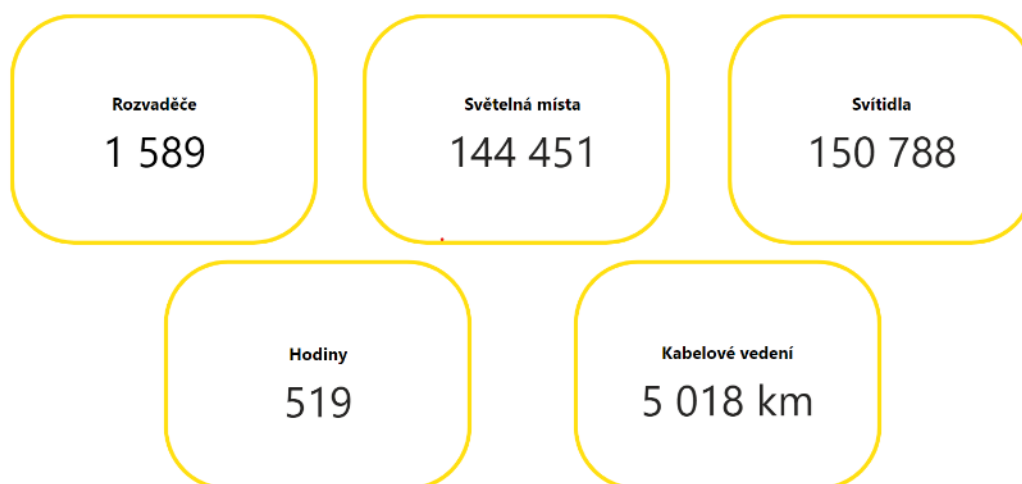 Rozvaděče
1 589
Světelná místa
144 451
Svítidla
150 788
Hodiny
519
Kabelové vedení
5 018 km